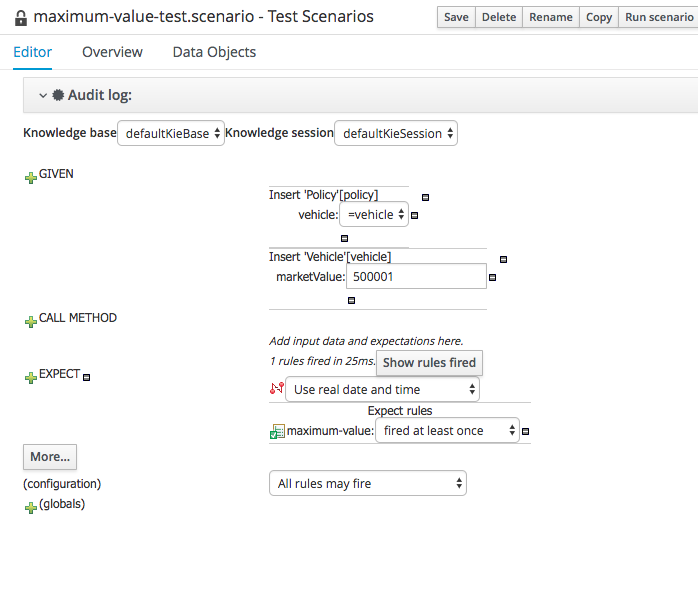 maximum-value-test.scenario - Test Scenarios
Save Delete Rename Copy Run scenario
Editor Overview Data Objects
Audit log:
Knowledge base defaultKieBase Knowledge session defaultKieSession
GIVEN
Insert 'Policy'[policy]
vehicle: =vehicle
Insert 'Vehicle'[vehicle]
marketValue: 500001
CALL METHOD
Add input data and expectations here.
1 rules fired in 25ms. Show rules fired
EXPECT
Use real date and time
Expect rules
maximum-value: fired at least once
More...
(configuration) All rules may fire
(globals)